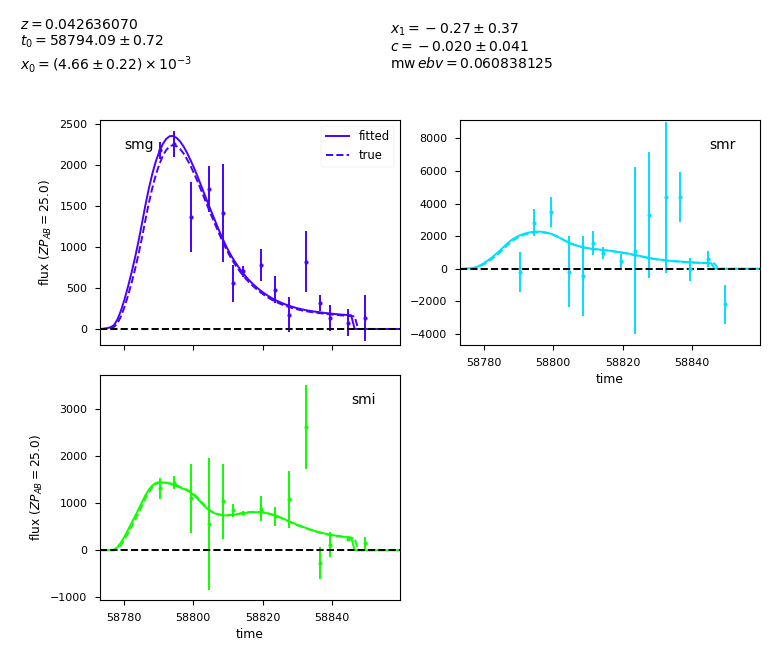 z = 0.042636070
t₀ = 58794.09 ± 0.72
x₀ = (4.66 ± 0.22) × 10⁻³
x₁ = −0.27 ± 0.37
c = −0.020 ± 0.041
mw ebv = 0.060838125
smg
fitted
true
2500
2000
1500
1000
500
0
flux (ZP_AB = 25.0)
smr
8000
6000
4000
2000
0
−2000
−4000
58780 58800 58820 58840
time
smi
3000
2000
1000
0
−1000
flux (ZP_AB = 25.0)
58780 58800 58820 58840
time